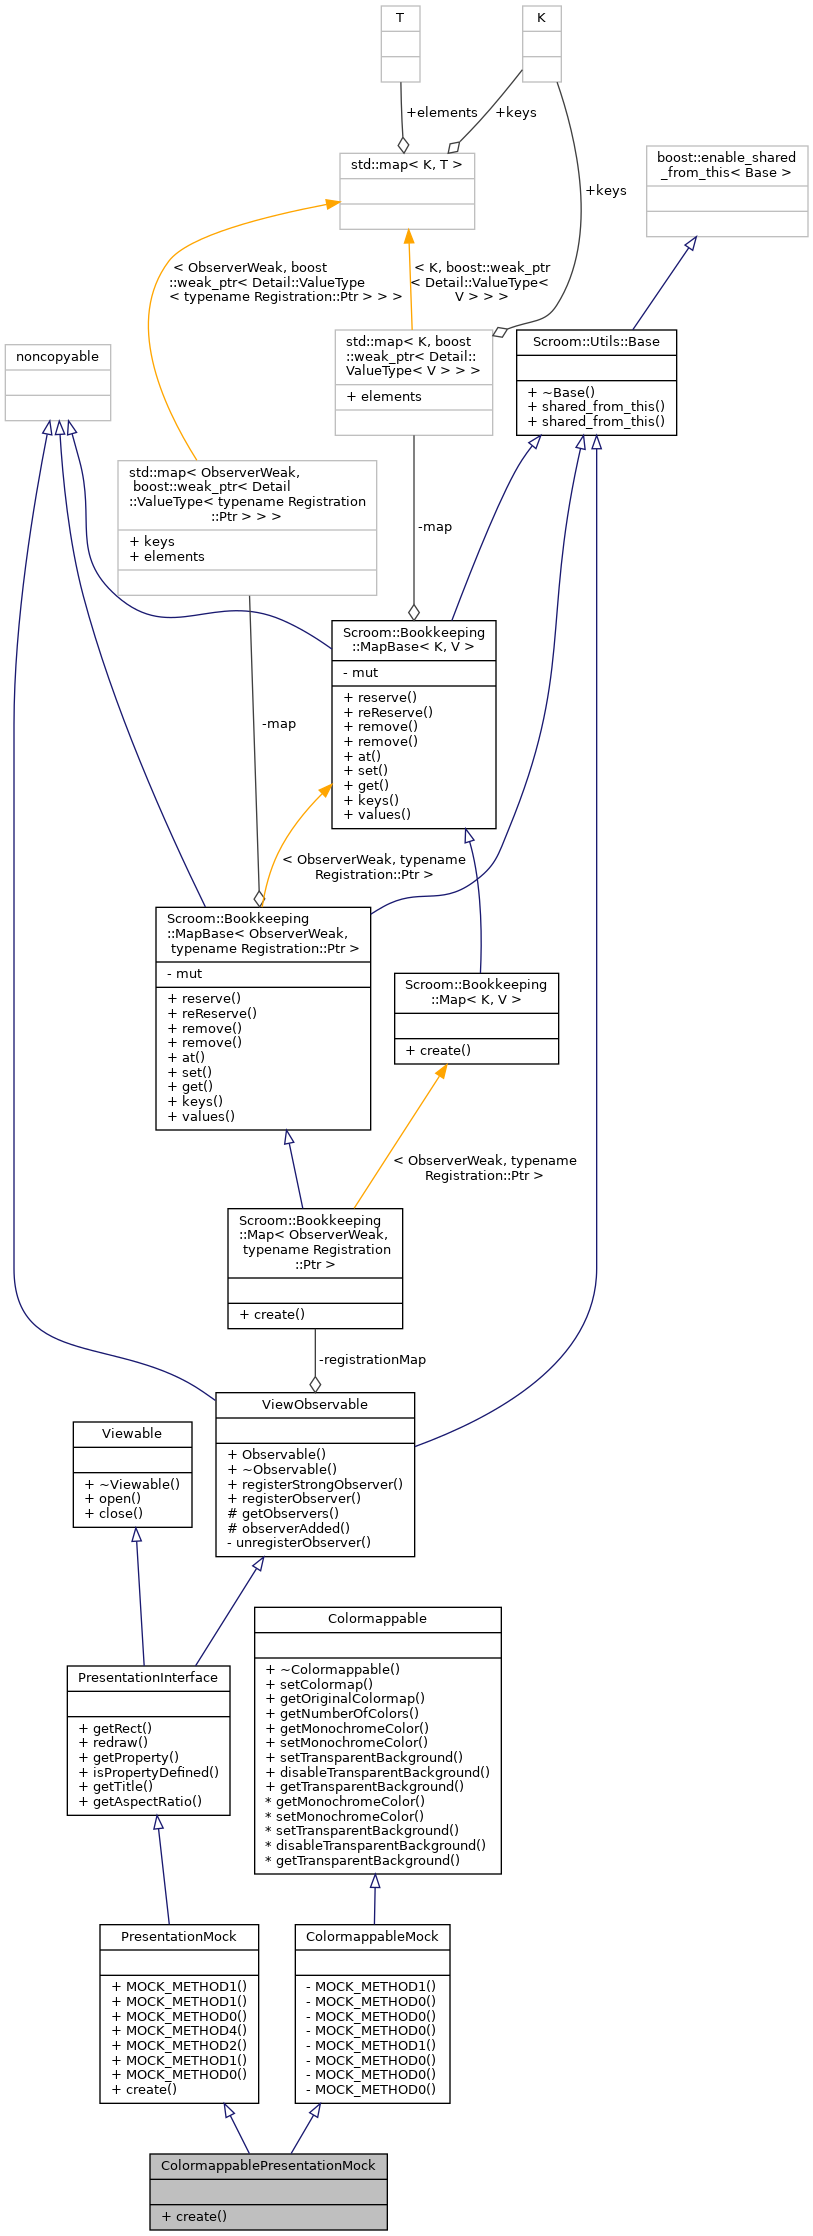 T
K
+elements
+keys
std::map< K, T >
boost::enable_shared
_from_this< Base >
+keys
< ObserverWeak, boost
::weak_ptr< Detail::ValueType
< typename Registration::Ptr > > >
< K, boost::weak_ptr
< Detail::ValueType<
V > > >
noncopyable
std::map< K, boost
::weak_ptr< Detail::
ValueType< V > > >
+ elements
Scroom::Utils::Base
+ ~Base()
+ shared_from_this()
+ shared_from_this()
std::map< ObserverWeak,
boost::weak_ptr< Detail
::ValueType< typename Registration
::Ptr > > >
+ keys
+ elements
-map
Scroom::Bookkeeping
::MapBase< K, V >
- mut
+ reserve()
+ reReserve()
+ remove()
+ remove()
+ at()
+ set()
+ get()
+ keys()
+ values()
-map
< ObserverWeak, typename
Registration::Ptr >
Scroom::Bookkeeping
::MapBase< ObserverWeak,
typename Registration::Ptr >
- mut
+ reserve()
+ reReserve()
+ remove()
+ remove()
+ at()
+ set()
+ get()
+ keys()
+ values()
Scroom::Bookkeeping
::Map< K, V >
+ create()
< ObserverWeak, typename
Registration::Ptr >
Scroom::Bookkeeping
::Map< ObserverWeak,
typename Registration
::Ptr >
+ create()
-registrationMap
ViewObservable
+ Observable()
+ ~Observable()
+ registerStrongObserver()
+ registerObserver()
# getObservers()
# observerAdded()
- unregisterObserver()
Viewable
+ ~Viewable()
+ open()
+ close()
Colormappable
+ ~Colormappable()
+ setColormap()
+ getOriginalColormap()
+ getNumberOfColors()
+ getMonochromeColor()
+ setMonochromeColor()
+ setTransparentBackground()
+ disableTransparentBackground()
+ getTransparentBackground()
* getMonochromeColor()
* setMonochromeColor()
* setTransparentBackground()
* disableTransparentBackground()
* getTransparentBackground()
PresentationInterface
+ getRect()
+ redraw()
+ getProperty()
+ isPropertyDefined()
+ getTitle()
+ getAspectRatio()
PresentationMock
+ MOCK_METHOD1()
+ MOCK_METHOD1()
+ MOCK_METHOD0()
+ MOCK_METHOD4()
+ MOCK_METHOD2()
+ MOCK_METHOD1()
+ MOCK_METHOD0()
+ create()
ColormappableMock
- MOCK_METHOD1()
- MOCK_METHOD0()
- MOCK_METHOD0()
- MOCK_METHOD0()
- MOCK_METHOD1()
- MOCK_METHOD0()
- MOCK_METHOD0()
- MOCK_METHOD0()
ColormappablePresentationMock
+ create()